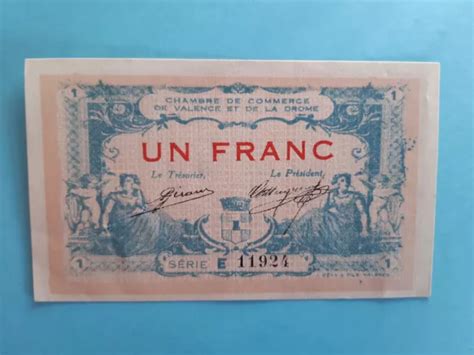 CHAMBRE DE COMMERCE
DE VALENCE ET DE LA DROME
1 1
UN FRANC
Le Trésorier, Le Président,
1 1
SÉRIE E 11924